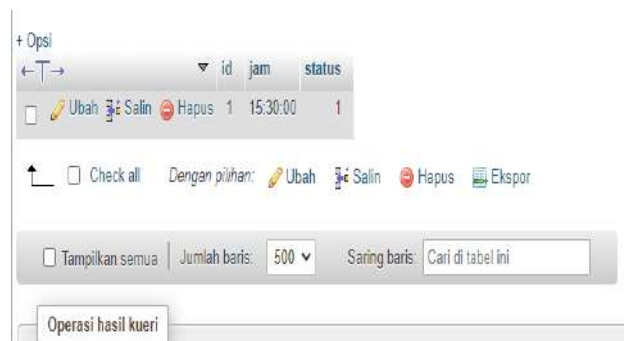 + Opsi
←T→ ▼ id jam status
Ubah Salin Hapus 1 15:30:00 1
Check all Dengan pilihan: Ubah Salin Hapus Ekspor
Tampilkan semua Jumlah baris: 500 Saring baris: Cari di tabel ini
Operasi hasil kueri